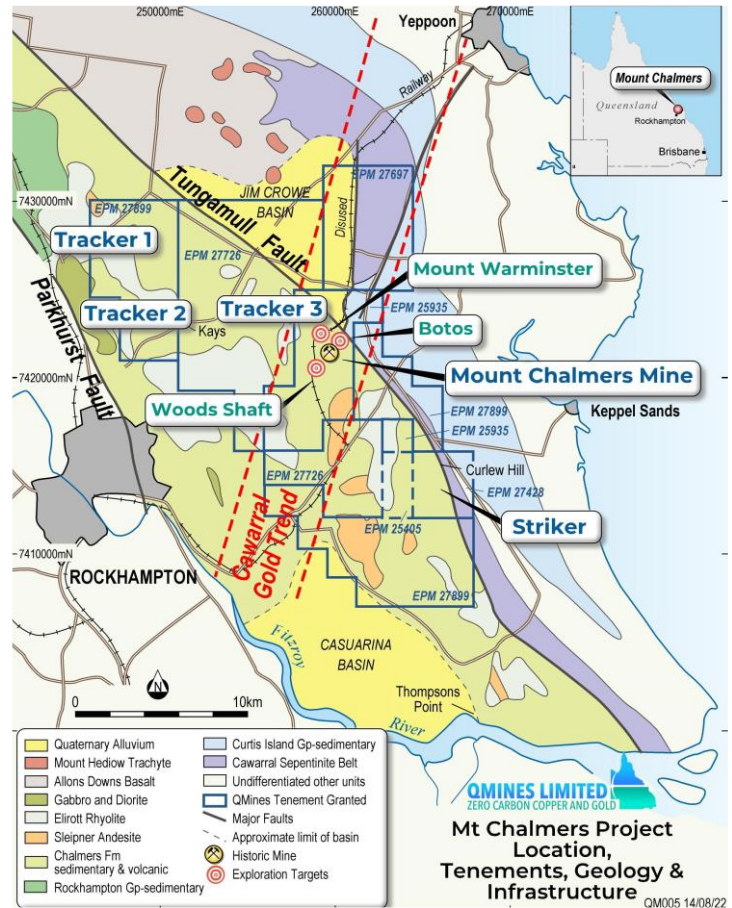 250000mE
260000mE
270000mE
Yeppoon
Railway
Mount Chalmers
Queensland
Rockhampton
Brisbane
EPM 27697
7430000mN
EPM 27899
JIM CROWE
BASIN
Tungamull Fault
Disused
Tracker 1
EPM 27726
Mount Warminster
Tracker 2
Tracker 3
EPM 25935
Kays
Botos
Parkhurst Fault
7420000mN
Mount Chalmers Mine
Woods Shaft
EPM 27899
Keppel Sands
EPM 25935
Curlew Hill
EPM 27726
EPM 27428
Striker
Cawarral
Gold Trend
EPM 25405
7410000mN
ROCKHAMPTON
EPM 27899
Fitzroy
CASUARINA
BASIN
N
0
10km
Thompsons
Point
River
Quaternary Alluvium
Mount Hediow Trachyte
Allons Downs Basalt
Gabbro and Diorite
Elirott Rhyolite
Sleipner Andesite
Chalmers Fm
sedimentary & volcanic
Rockhampton Gp-sedimentary
Curtis Island Gp-sedimentary
Cawarral Sepentinite Belt
Undifferentiated other units
QMines Tenement Granted
Major Faults
Approximate limit of basin
Historic Mine
Exploration Targets
QMINES LIMITED
ZERO CARBON COPPER AND GOLD
Mt Chalmers Project
Location,
Tenements, Geology &
Infrastructure
QM005 14/08/22